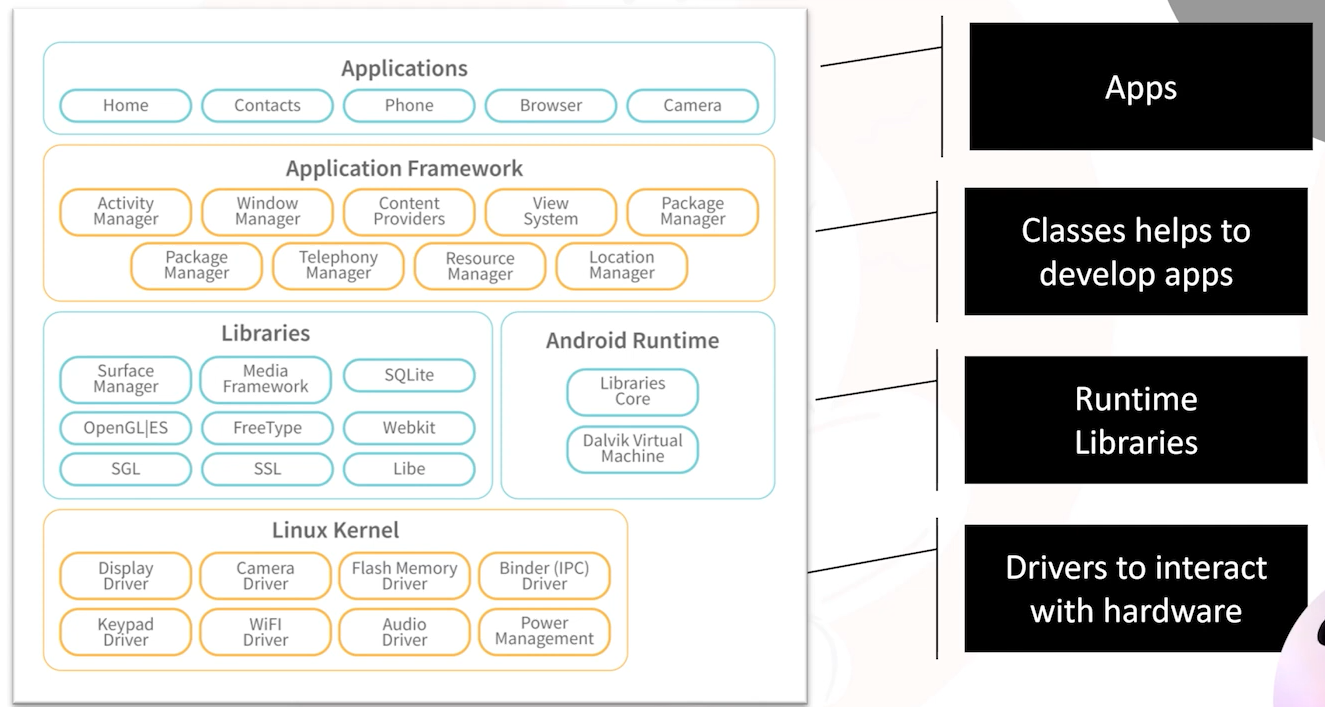 Applications
Home
Contacts
Phone
Browser
Camera
Application Framework
Activity
Manager
Window
Manager
Content
Providers
View
System
Package
Manager
Package
Manager
Telephony
Manager
Resource
Manager
Location
Manager
Libraries
Surface
Manager
Media
Framework
SQLite
OpenGL|ES
FreeType
Webkit
SGL
SSL
Libe
Android Runtime
Libraries
Core
Dalvik Virtual
Machine
Linux Kernel
Display
Driver
Camera
Driver
Flash Memory
Driver
Binder (IPC)
Driver
Keypad
Driver
WiFI
Driver
Audio
Driver
Power
Management
Apps
Classes helps to
develop apps
Runtime
Libraries
Drivers to interact
with hardware